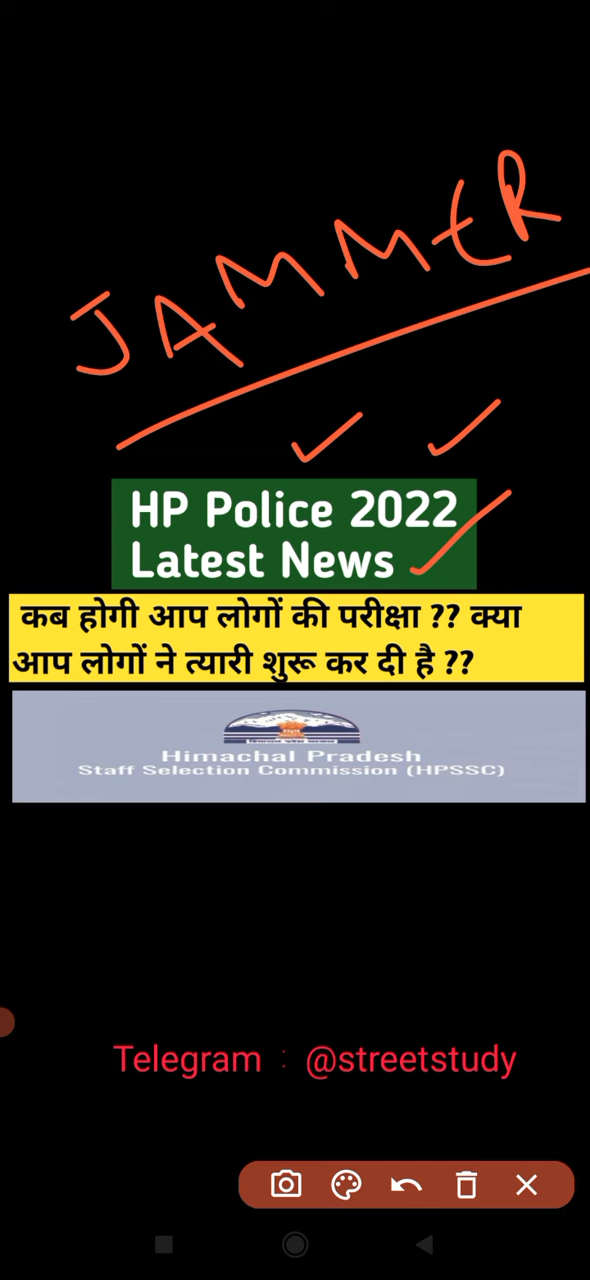 JAMMER
HP Police 2022
Latest News
कब होगी आप लोगों की परीक्षा ?? क्या
आप लोगों ने त्यारी शुरू कर दी है ??
Himachal Pradesh
Staff Selection Commission (HPSSC)
Telegram : @streetstudy